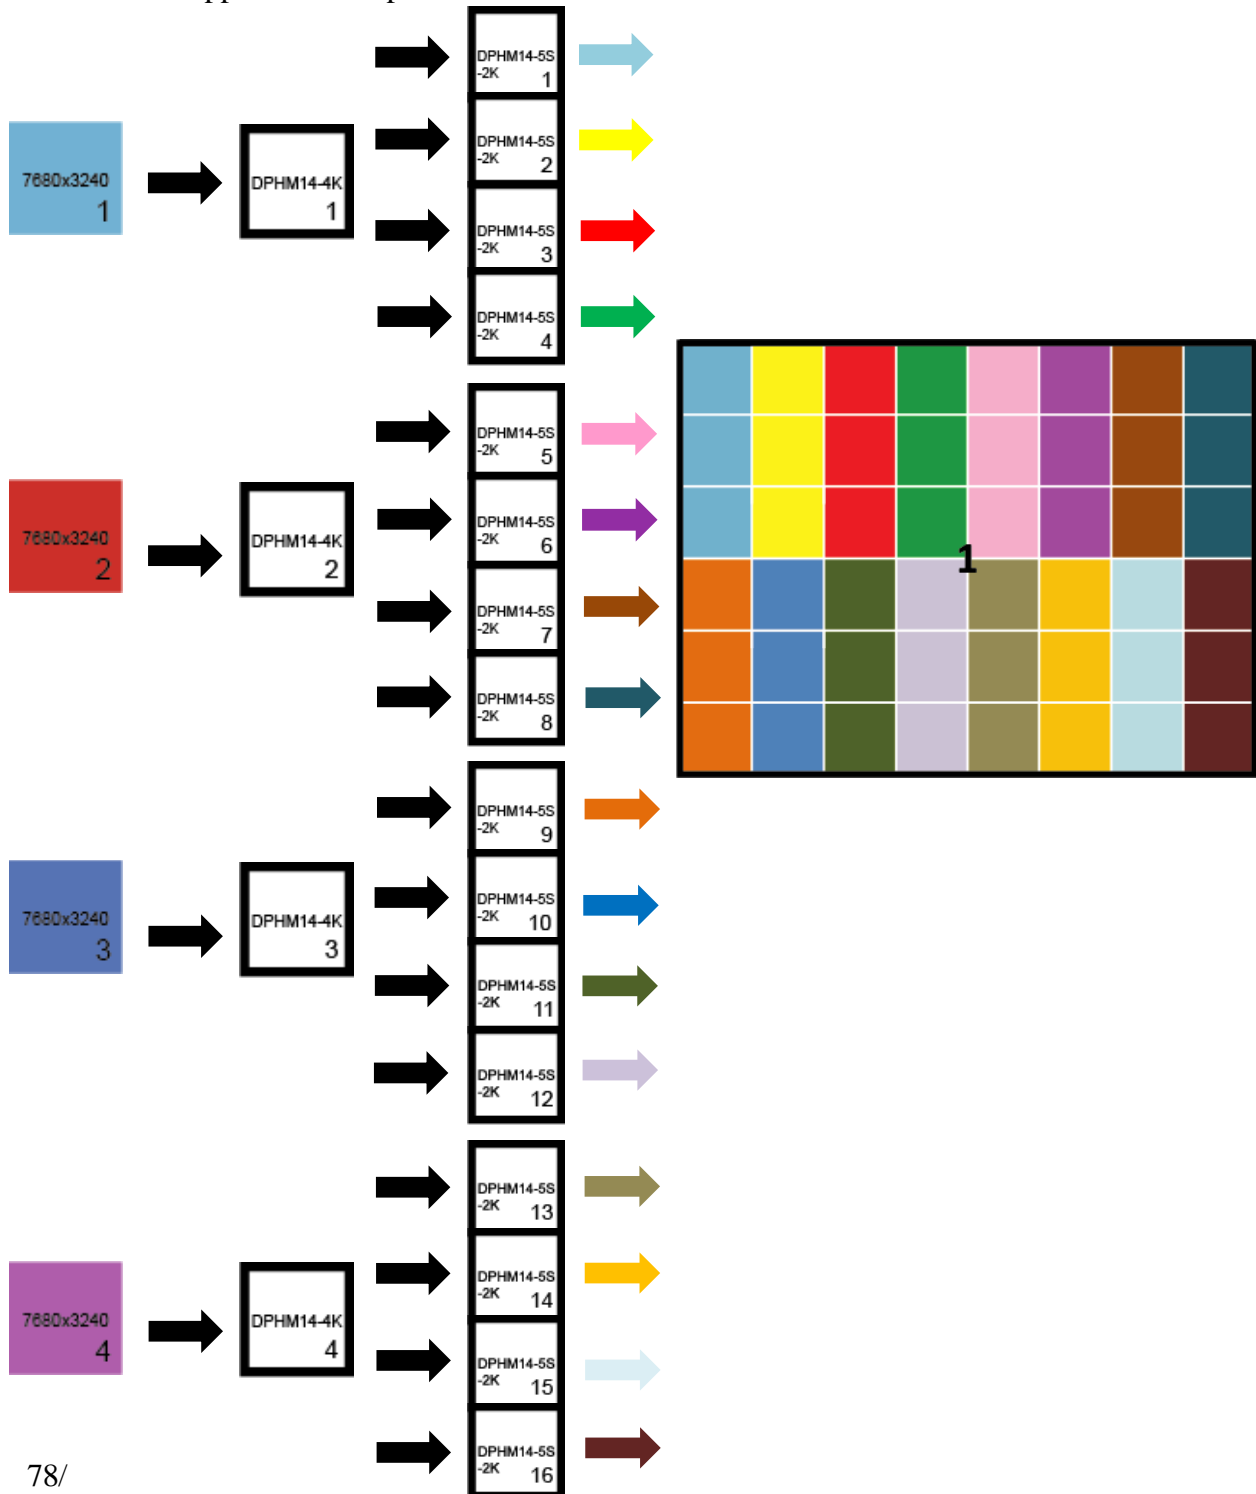 DPHM14-5S
-2K 1
DPHM14-5S
-2K 2
7680x3240
1
DPHM14-4K
1
DPHM14-5S
-2K 3
DPHM14-5S
-2K 4
DPHM14-5S
-2K 5
DPHM14-5S
-2K 6
7680x3240
2
DPHM14-4K
2
DPHM14-5S
-2K 7
DPHM14-5S
-2K 8
1
DPHM14-5S
-2K 9
DPHM14-5S
-2K 10
7680x3240
3
DPHM14-4K
3
DPHM14-5S
-2K 11
DPHM14-5S
-2K 12
DPHM14-5S
-2K 13
DPHM14-5S
-2K 14
7680x3240
4
DPHM14-4K
4
DPHM14-5S
-2K 15
DPHM14-5S
-2K 16
78/